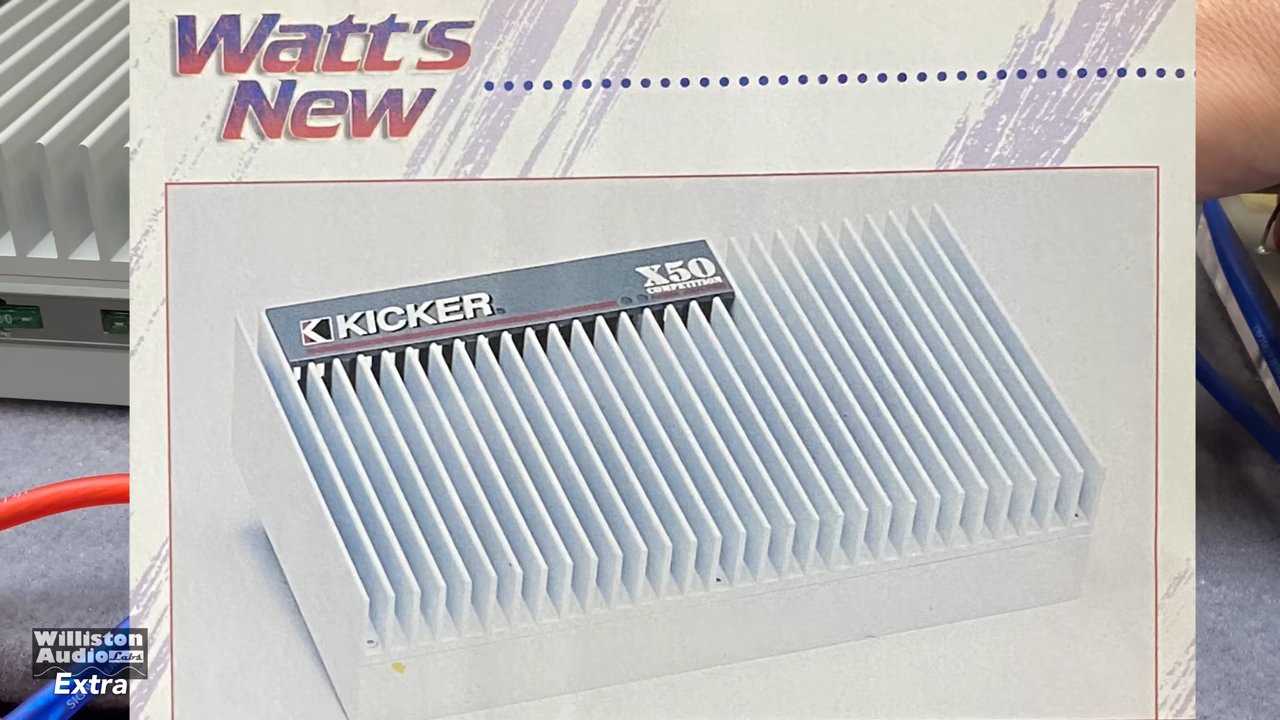 Watt's
New
X50
COMPETITION
KICKER
Williston
Audio Labs
Extra